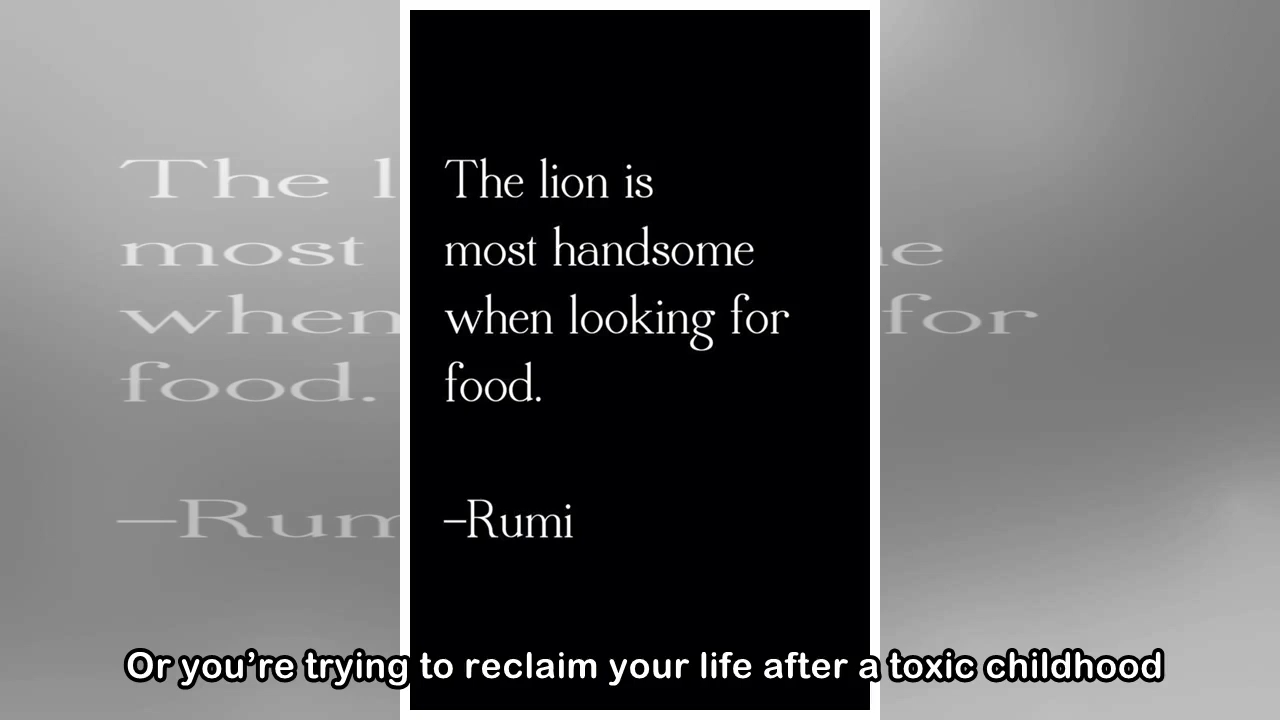 The lion is
most handsome
when looking for
food.
–Rumi
Or you’re trying to reclaim your life after a toxic childhood